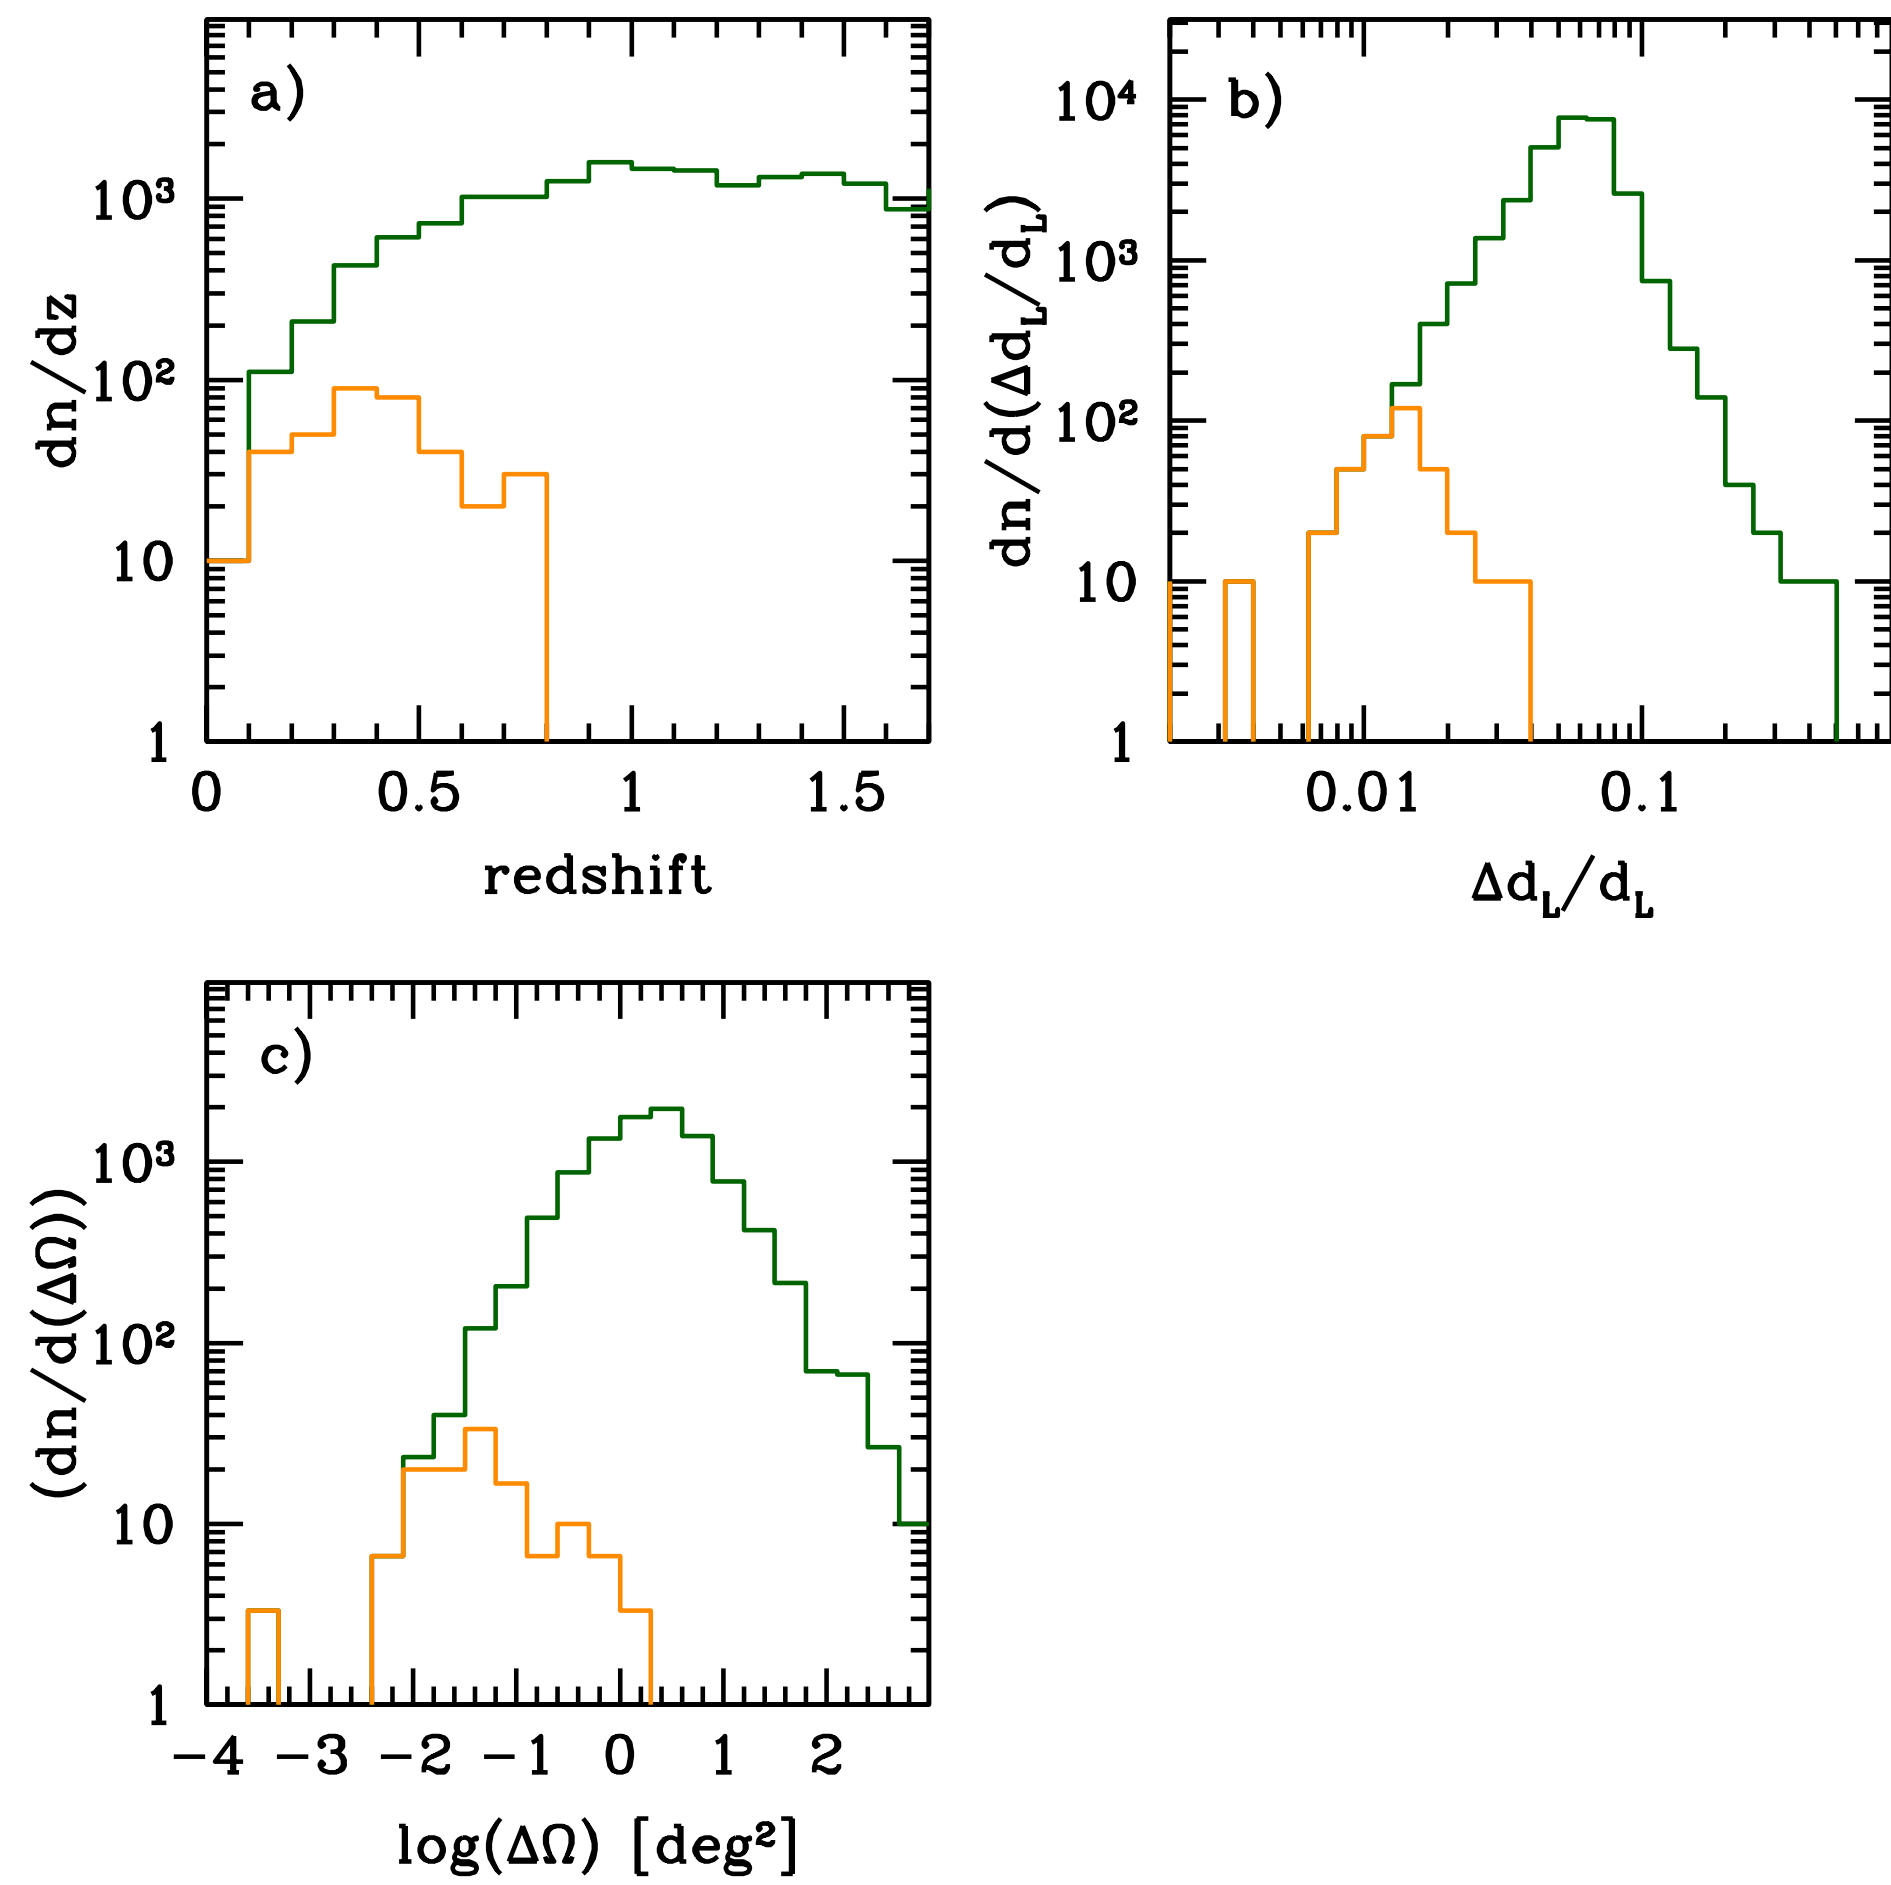 a)
10³
10²
10
1
dn/dz
0 0.5 1 1.5
redshift
b)
10⁴
10³
10²
10
1
dn/d(Δd_L/d_L)
0.01 0.1
Δd_L/d_L
c)
10³
10²
10
1
(dn/d(ΔΩ))
−4 −3 −2 −1 0 1 2
log(ΔΩ) [deg²]